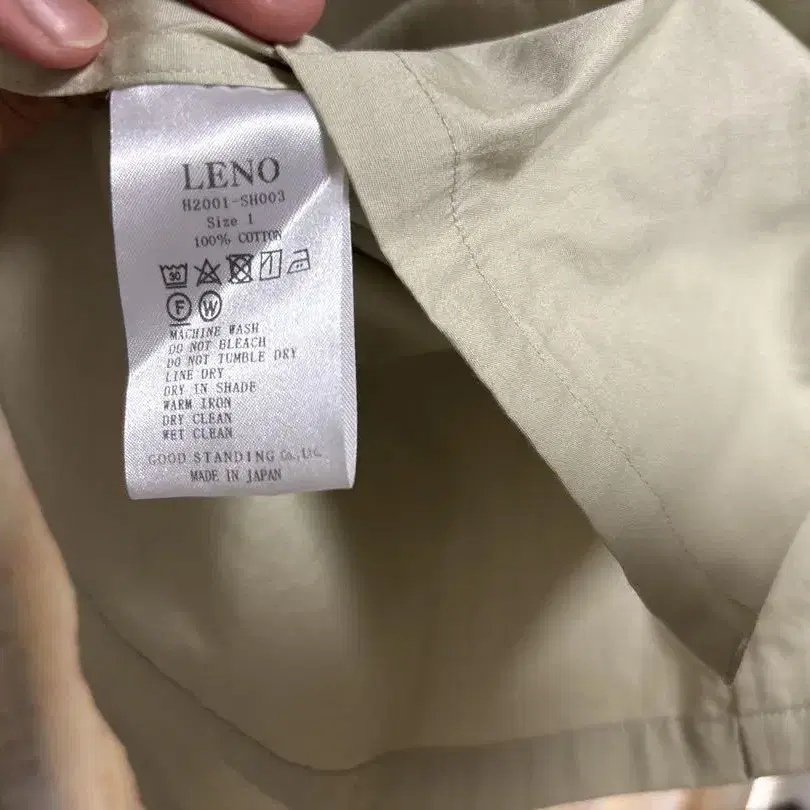 LENO
H2001-SH003
Size 1
100% COTTON
30
F W
MACHINE WASH
DO NOT BLEACH
DO NOT TUMBLE DRY
LINE DRY
DRY IN SHADE
WARM IRON
DRY CLEAN
WET CLEAN
GOOD STANDING Co., Ltd.
MADE IN JAPAN